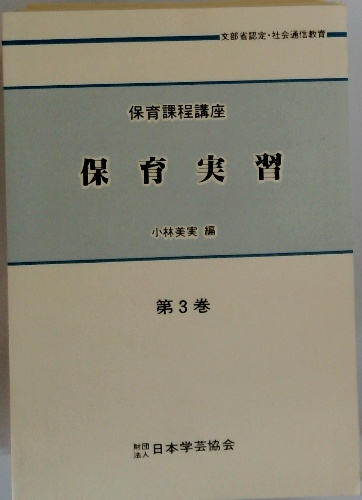 文部省認定・社会通信教育
保育課程講座
保育実習
小林美実 編
第3巻
財団法人 日本学芸協会